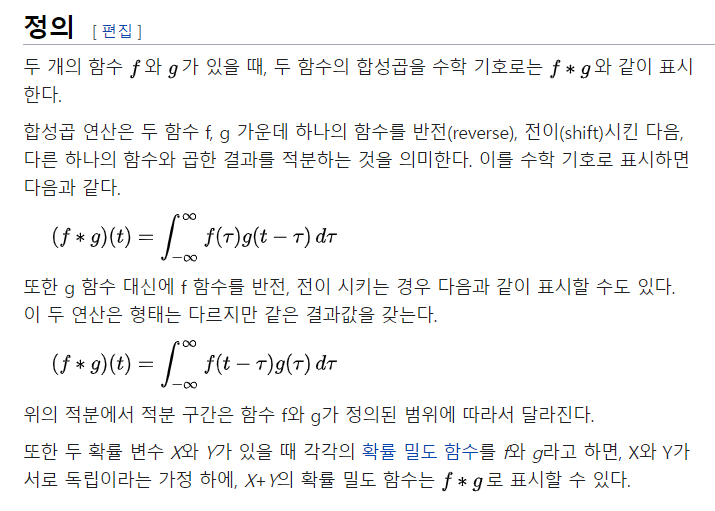 정의 [ 편집 ]
두 개의 함수 f 와 g 가 있을 때, 두 함수의 합성곱을 수학 기호로는 f * g 와 같이 표시
한다.
합성곱 연산은 두 함수 f, g 가운데 하나의 함수를 반전(reverse), 전이(shift)시킨 다음,
다른 하나의 함수와 곱한 결과를 적분하는 것을 의미한다. 이를 수학 기호로 표시하면
다음과 같다.
(f * g)(t) = ∫_{-∞}^{∞} f(τ)g(t − τ) dτ
또한 g 함수 대신에 f 함수를 반전, 전이 시키는 경우 다음과 같이 표시할 수도 있다.
이 두 연산은 형태는 다르지만 같은 결과값을 갖는다.
(f * g)(t) = ∫_{-∞}^{∞} f(t − τ)g(τ) dτ
위의 적분에서 적분 구간은 함수 f와 g가 정의된 범위에 따라서 달라진다.
또한 두 확률 변수 X와 Y가 있을 때 각각의 확률 밀도 함수를 f와 g라고 하면, X와 Y가
서로 독립이라는 가정 하에, X+Y의 확률 밀도 함수는 f * g 로 표시할 수 있다.